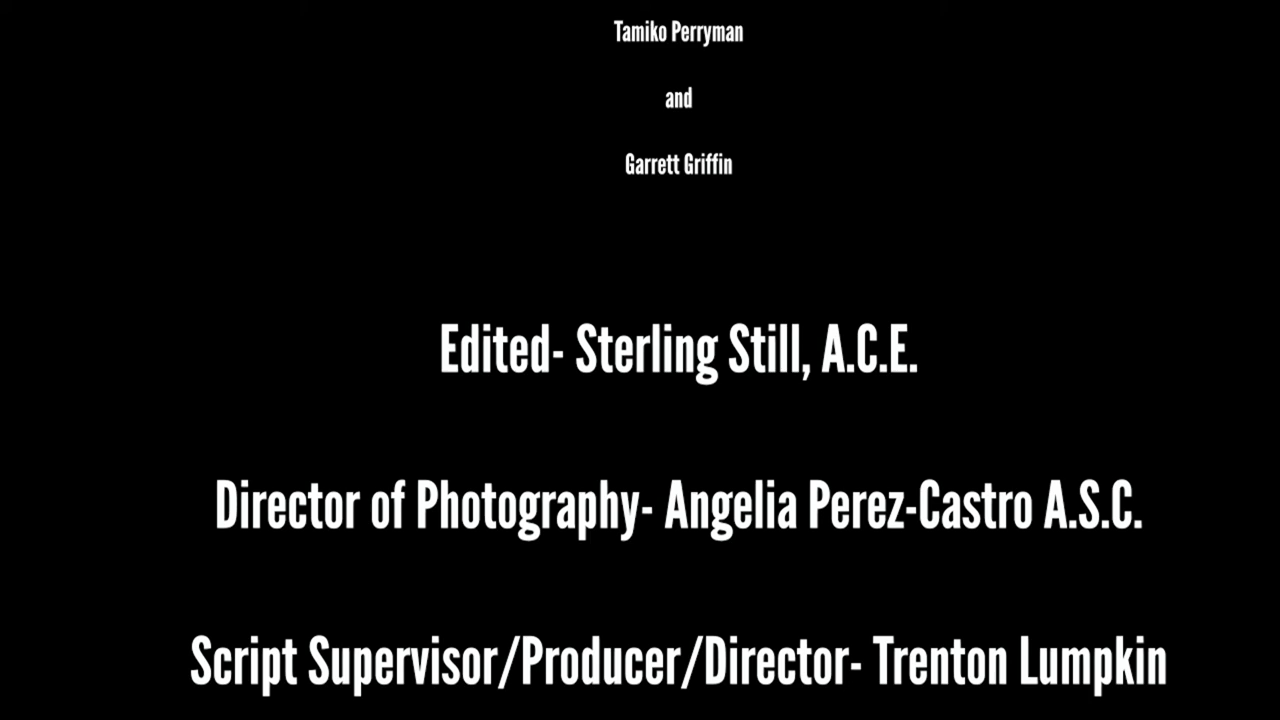 Tamiko Perryman
and
Garrett Griffin
Edited- Sterling Still, A.C.E.
Director of Photography- Angelia Perez-Castro A.S.C.
Script Supervisor/Producer/Director- Trenton Lumpkin